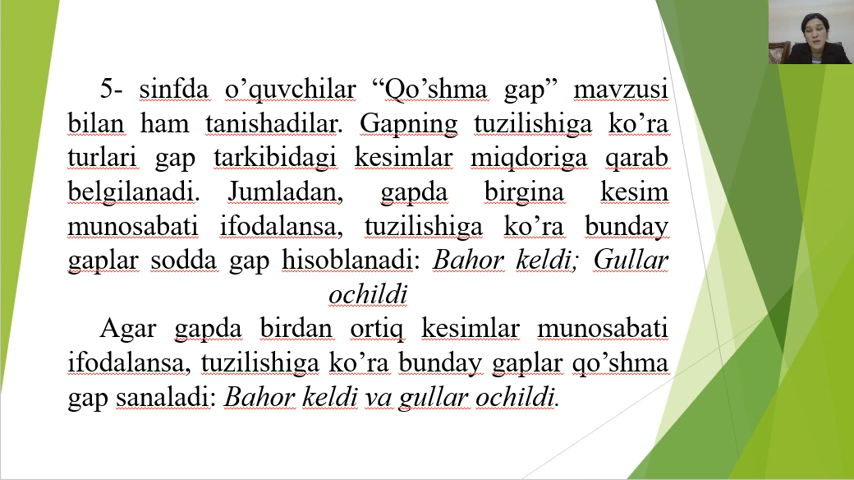 5- sinfda o’quvchilar “Qo’shma gap” mavzusi
bilan ham tanishadilar. Gapning tuzilishiga ko’ra
turlari gap tarkibidagi kesimlar miqdoriga qarab
belgilanadi. Jumladan, gapda birgina kesim
munosabati ifodalansa, tuzilishiga ko’ra bunday
gaplar sodda gap hisoblanadi: Bahor keldi; Gullar
ochildi
Agar gapda birdan ortiq kesimlar munosabati
ifodalansa, tuzilishiga ko’ra bunday gaplar qo’shma
gap sanaladi: Bahor keldi va gullar ochildi.